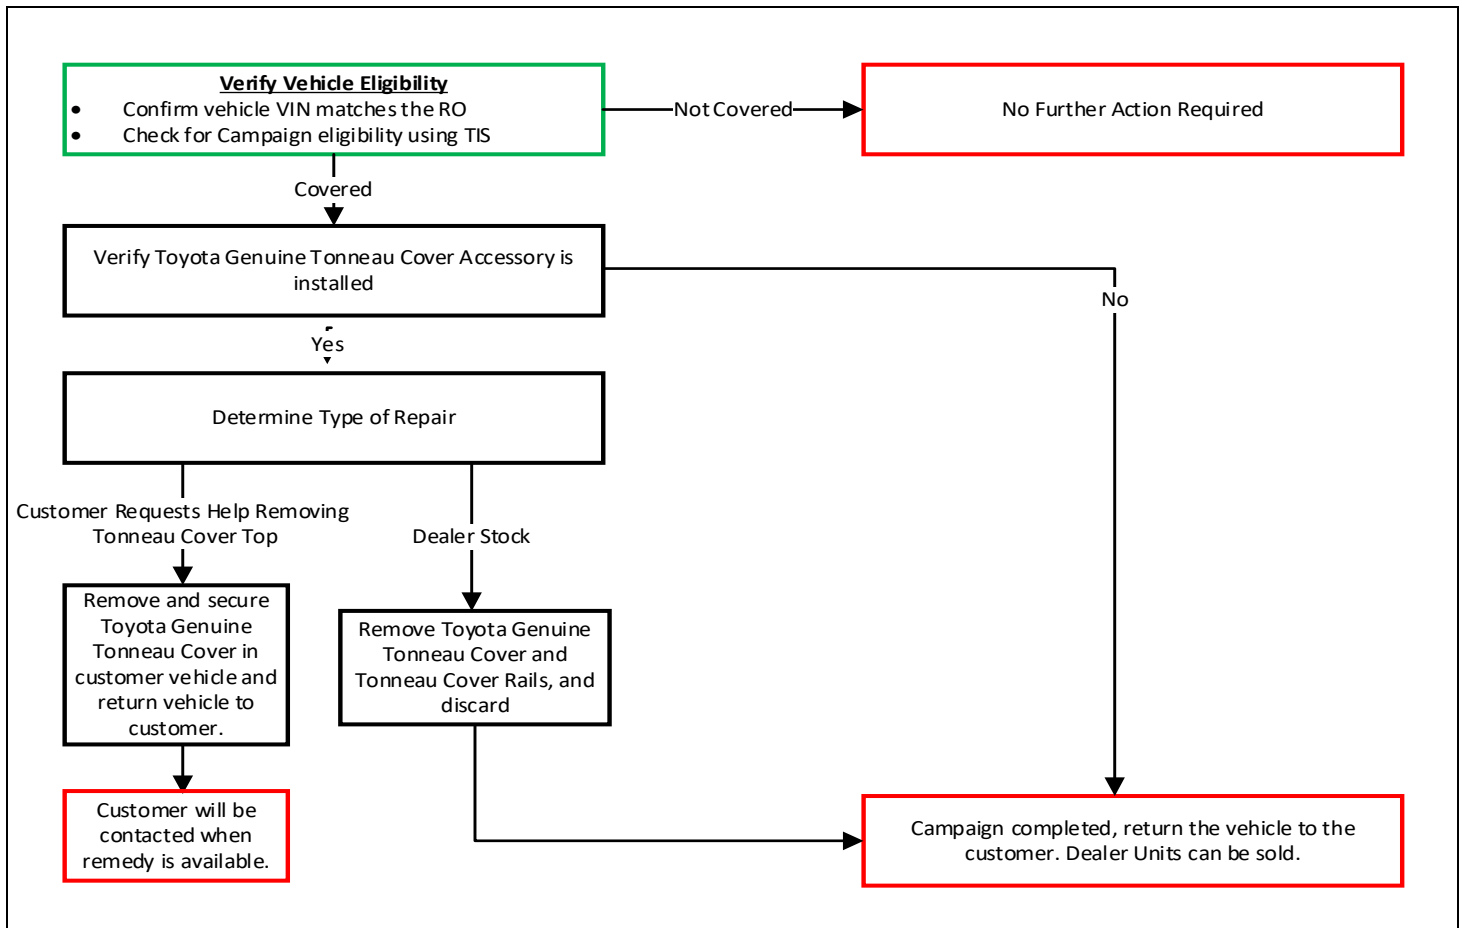 Verify Vehicle Eligibility
• Confirm vehicle VIN matches the RO
• Check for Campaign eligibility using TIS
Not Covered
No Further Action Required
Covered
Verify Toyota Genuine Tonneau Cover Accessory is
installed
No
Yes
Determine Type of Repair
Customer Requests Help Removing
Tonneau Cover Top
Dealer Stock
Remove and secure
Toyota Genuine
Tonneau Cover in
customer vehicle and
return vehicle to
customer.
Remove Toyota Genuine
Tonneau Cover and
Tonneau Cover Rails, and
discard
Customer will be
contacted when
remedy is available.
Campaign completed, return the vehicle to the
customer. Dealer Units can be sold.